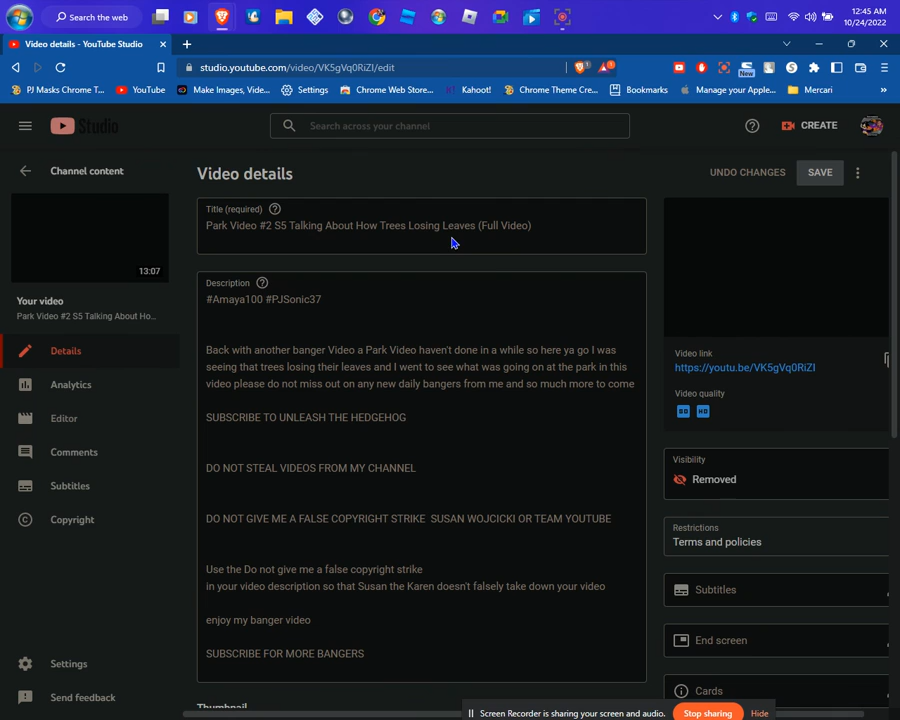 Search the web
12:45 AM
10/24/2022
Video details - YouTube Studio
studio.youtube.com/video/VK5gVq0RiZI/edit
1
1
New
PJ Masks Chrome T...
YouTube
Make Images, Vide...
Settings
Chrome Web Store...
Kahoot!
Chrome Theme Cre...
Bookmarks
Manage your Apple...
Mercari
»
Studio
Search across your channel
CREATE
Channel content
Video details
UNDO CHANGES
SAVE
13:07
Your video
Park Video #2 S5 Talking About Ho...
Title (required)
Park Video #2 S5 Talking About How Trees Losing Leaves (Full Video)
Description
#Amaya100 #PJSonic37
Back with another banger Video a Park Video haven't done in a while so here ya go I was
seeing that trees losing their leaves and I went to see what was going on at the park in this
video please do not miss out on any new daily bangers from me and so much more to come
SUBSCRIBE TO UNLEASH THE HEDGEHOG
DO NOT STEAL VIDEOS FROM MY CHANNEL
DO NOT GIVE ME A FALSE COPYRIGHT STRIKE  SUSAN WOJCICKI OR TEAM YOUTUBE
Use the Do not give me a false copyright strike
in your video description so that Susan the Karen doesn't falsely take down your video
enjoy my banger video
SUBSCRIBE FOR MORE BANGERS
Details
Analytics
Editor
Comments
Subtitles
Copyright
Settings
Send feedback
Video link
https://youtu.be/VK5gVq0RiZI
Video quality
SD HD
Visibility
Removed
Restrictions
Terms and policies
Subtitles
End screen
Cards
Thumbnail
Screen Recorder is sharing your screen and audio.
Stop sharing
Hide